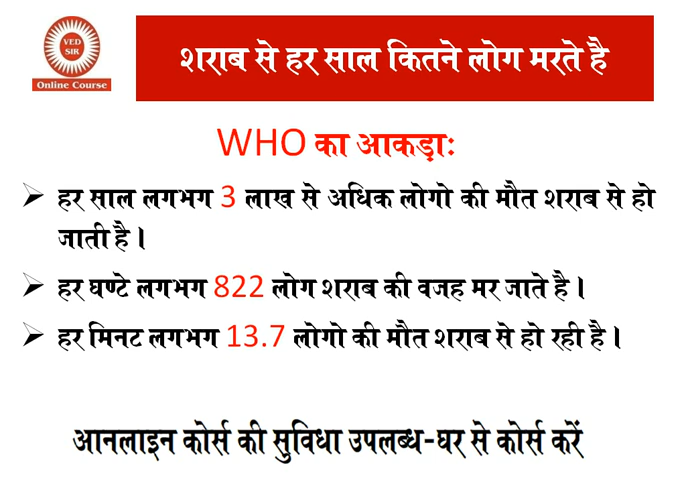 VED
SIR
Online Course
शराब से हर साल कितने लोग मरते है
WHO का आकड़ाः
➢ हर साल लगभग 3 लाख से अधिक लोगो की मौत शराब से हो
जाती है ।
➢ हर घण्टे लगभग 822 लोग शराब की वजह मर जाते है ।
➢ हर मिनट लगभग 13.7 लोगो की मौत शराब से हो रही है ।
आनलाइन कोर्स की सुविधा उपलब्ध-घर से कोर्स करें